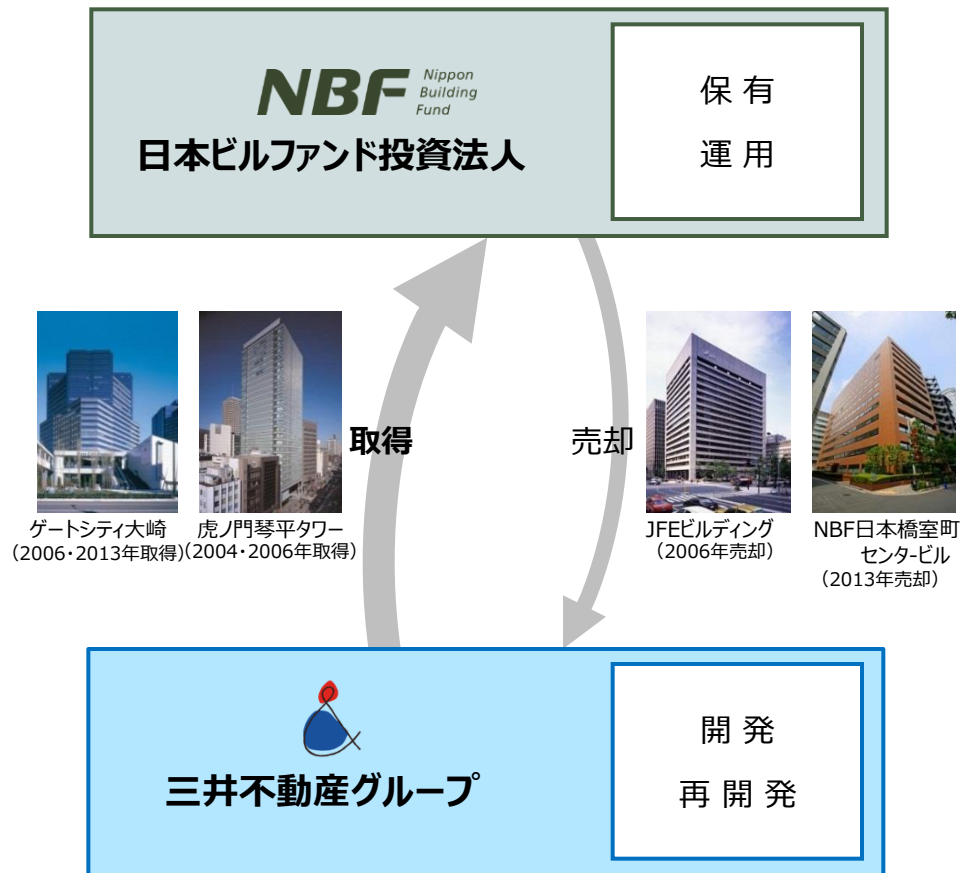 NBF Nippon
Building
Fund
日本ビルファンド投資法人
保 有
運 用
取得
売却
ゲートシティ大崎
（2006・2013年取得）
虎ノ門琴平タワー
（2004・2006年取得）
JFEビルディング
（2006年売却）
NBF日本橋室町
センタービル
（2013年売却）
三井不動産グループ
開 発
再 開 発